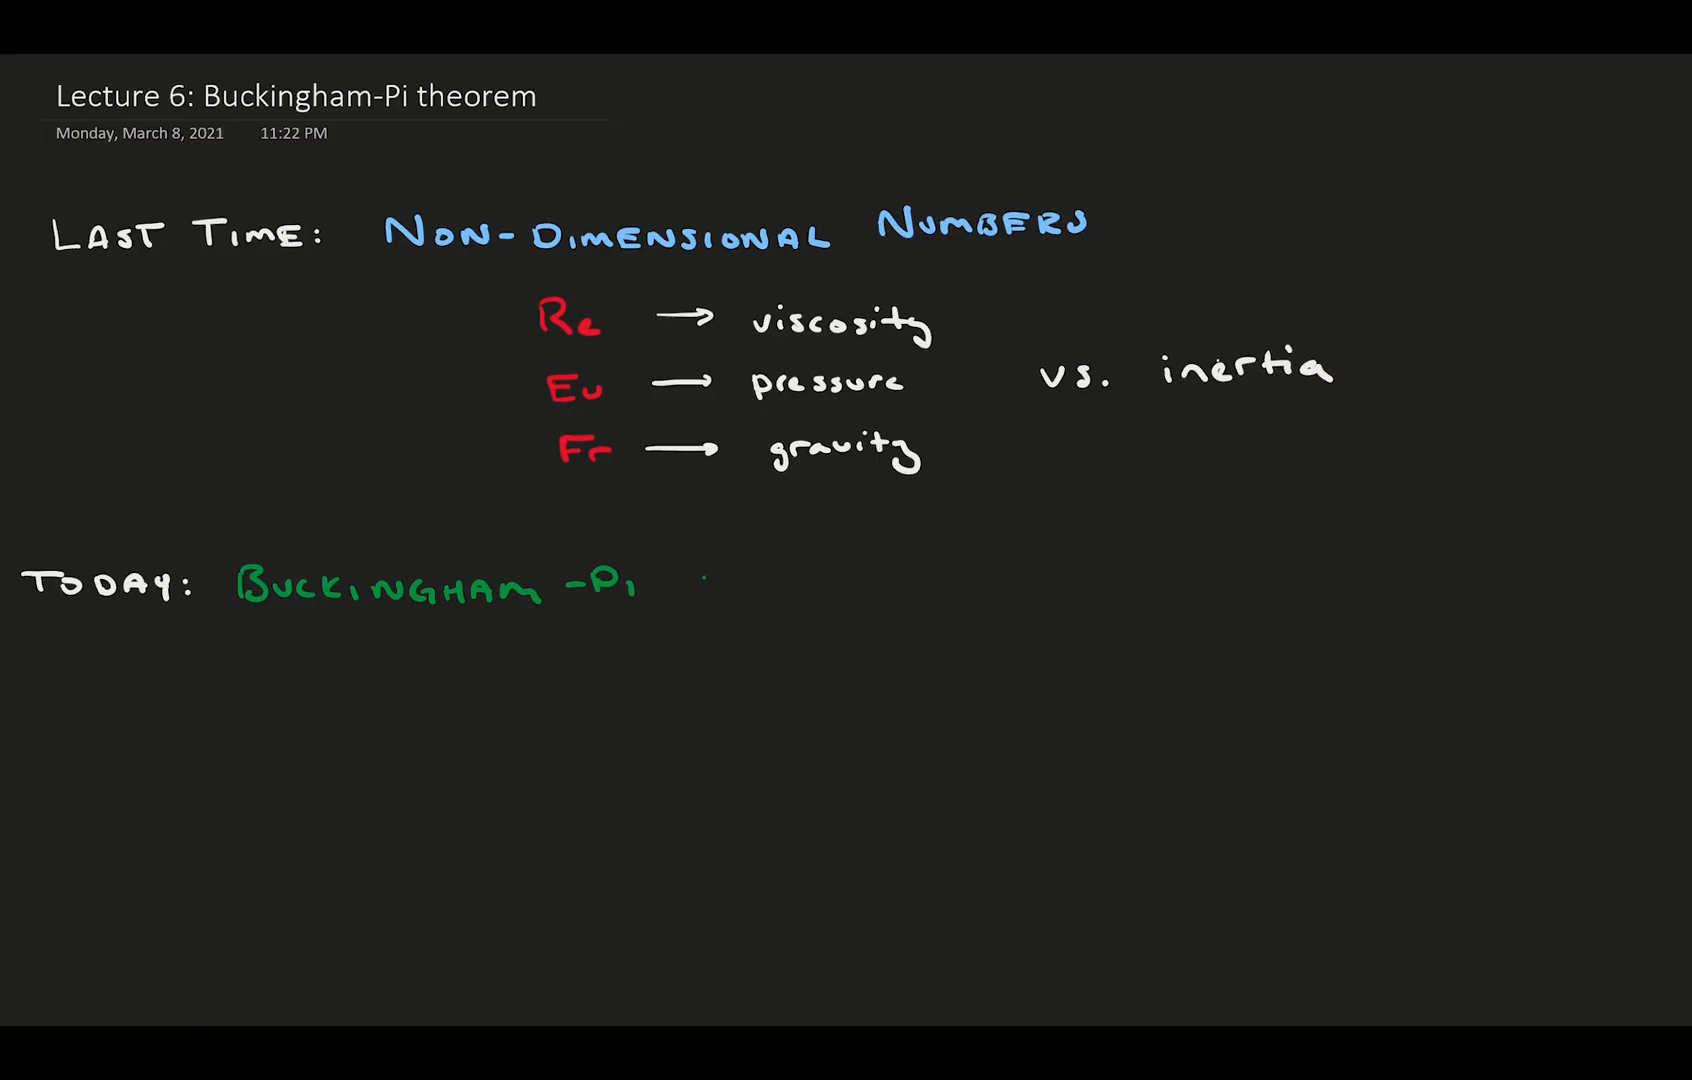 Lecture 6: Buckingham-Pi theorem
Monday, March 8, 2021 11:22 PM
LAST TIME: NON-DIMENSIONAL NUMBERS
Re → viscosity
Eu → pressure vs. inertia
Fr → gravity
TODAY: BUCKINGHAM-PI